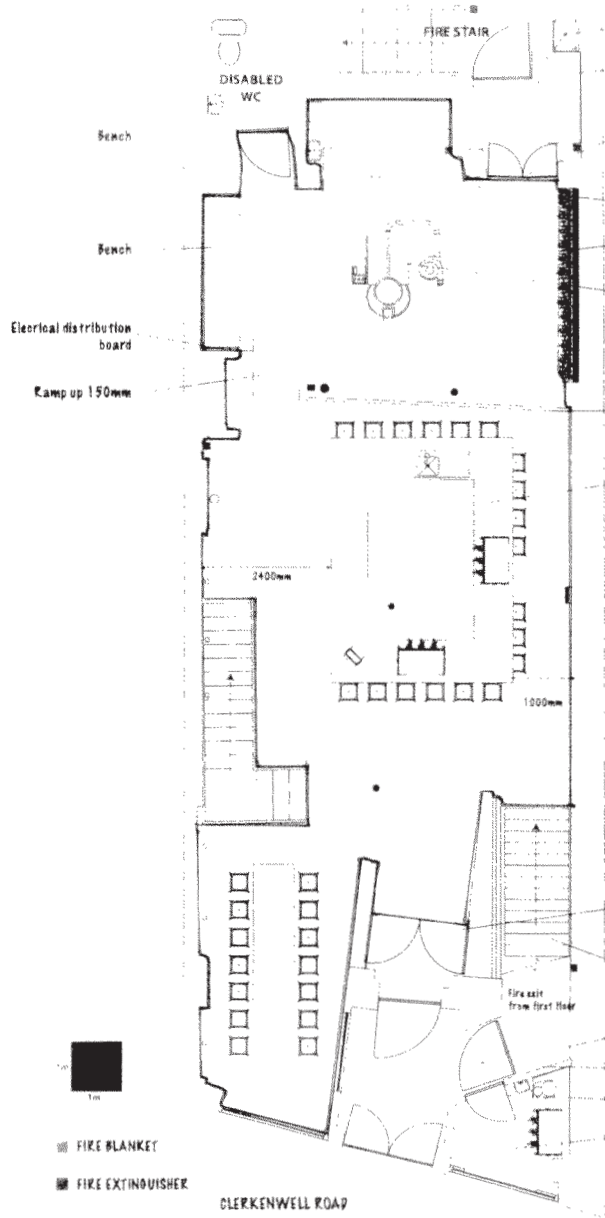 FIRE STAIR
DISABLED
WC
Bench
Bench
Elecrical distribution
board
Ramp up 150mm
2400mm
1000mm
Fire exit
from first floor
1m
1m
FIRE BLANKET
FIRE EXTINGUISHER
CLERKENWELL ROAD